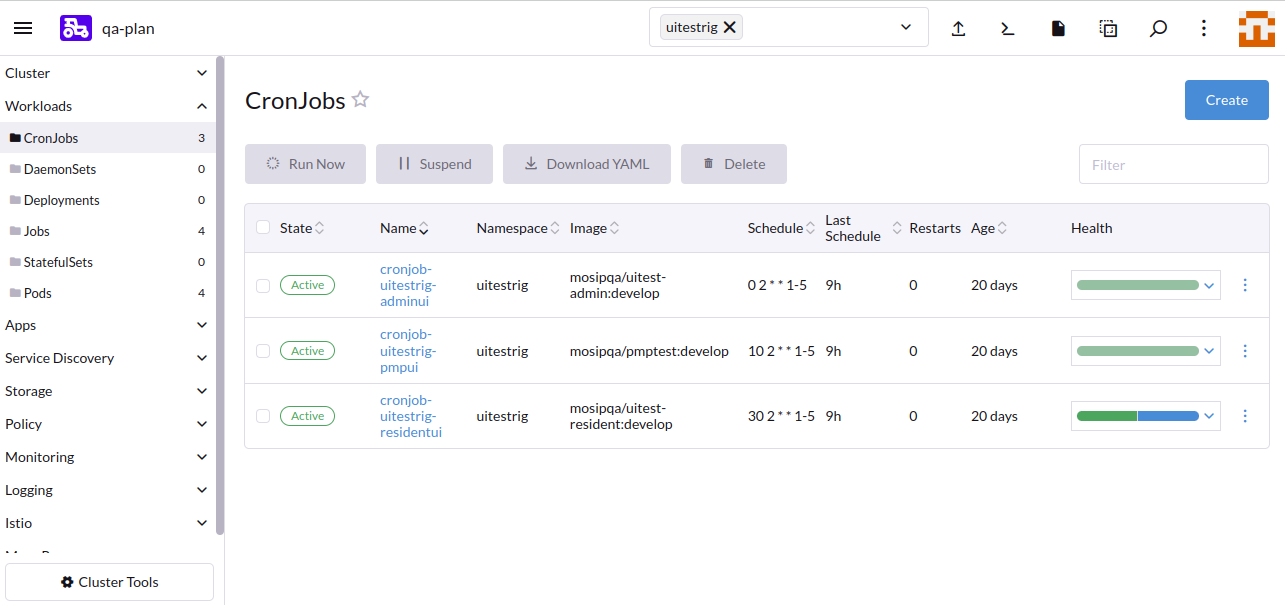 qa-plan
uitestrig
Cluster
Workloads
CronJobs 3
DaemonSets 0
Deployments 0
Jobs 4
StatefulSets 0
Pods 4
Apps
Service Discovery
Storage
Policy
Monitoring
Logging
Istio
Cluster Tools
CronJobs
Create
Run Now
Suspend
Download YAML
Delete
Filter
State Name Namespace Image Schedule Last Schedule Restarts Age Health
Active
cronjob-
uitestrig-
adminui
uitestrig
mosipqa/uitest-
admin:develop
0 2 * * 1-5
9h
0
20 days
Active
cronjob-
uitestrig-
pmpui
uitestrig
mosipqa/pmptest:develop
10 2 * * 1-5
9h
0
20 days
Active
cronjob-
uitestrig-
residentui
uitestrig
mosipqa/uitest-
resident:develop
30 2 * * 1-5
9h
0
20 days